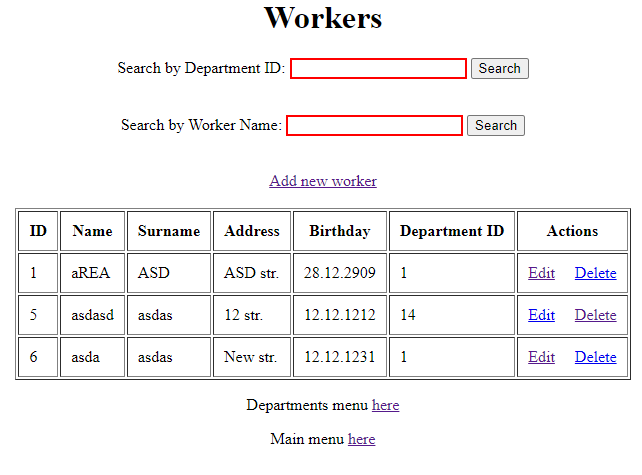 Workers
Search by Department ID: Search
Search by Worker Name: Search
Add new worker
ID Name Surname Address Birthday Department ID Actions
1 aREA ASD ASD str. 28.12.2909 1 Edit Delete
5 asdasd asdas 12 str. 12.12.1212 14 Edit Delete
6 asda asdas New str. 12.12.1231 1 Edit Delete
Departments menu here
Main menu here